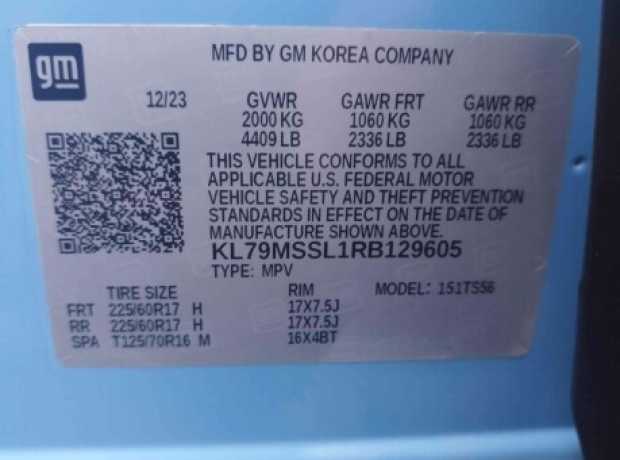 gm
MFD BY GM KOREA COMPANY
12/23 GVWR GAWR FRT GAWR RR
2000 KG 1060 KG 1060 KG
4409 LB 2336 LB 2336 LB
THIS VEHICLE CONFORMS TO ALL
APPLICABLE U.S. FEDERAL MOTOR
VEHICLE SAFETY AND THEFT PREVENTION
STANDARDS IN EFFECT ON THE DATE OF
MANUFACTURE SHOWN ABOVE.
KL79MSSL1RB129605
TYPE: MPV
TIRE SIZE RIM MODEL: 151TS56
FRT 225/60R17 H 17X7.5J
RR 225/60R17 H 17X7.5J
SPA T125/70R16 M 16X4BT